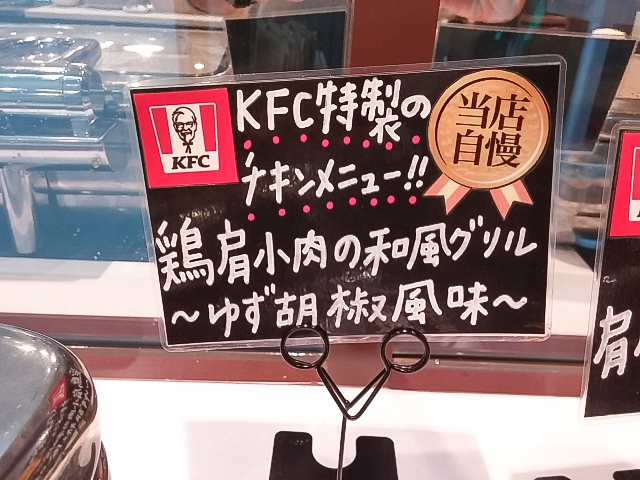 KFC
KFC特製の
チキンメニュー!!
当店
自慢
鶏肩小肉の和風グリル
〜ゆず胡椒風味〜
肩